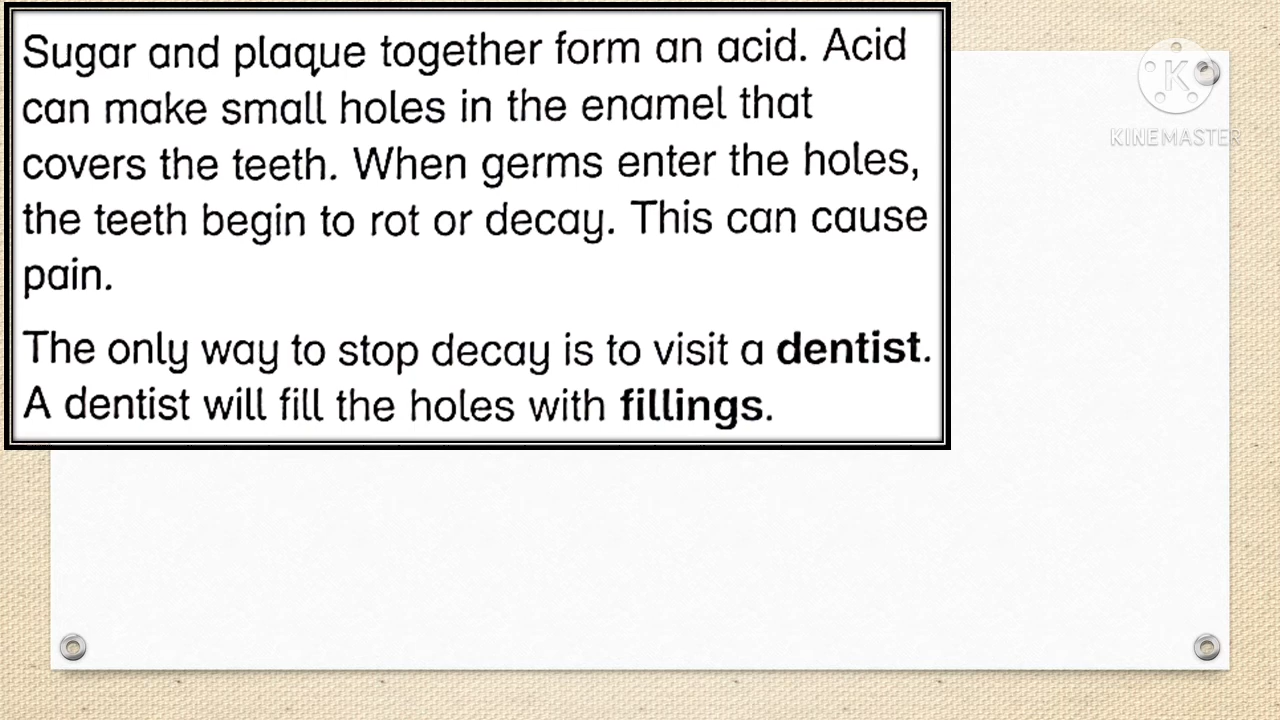 Sugar and plaque together form an acid. Acid
can make small holes in the enamel that
covers the teeth. When germs enter the holes,
the teeth begin to rot or decay. This can cause
pain.
The only way to stop decay is to visit a dentist.
A dentist will fill the holes with fillings.
K
KINEMASTER